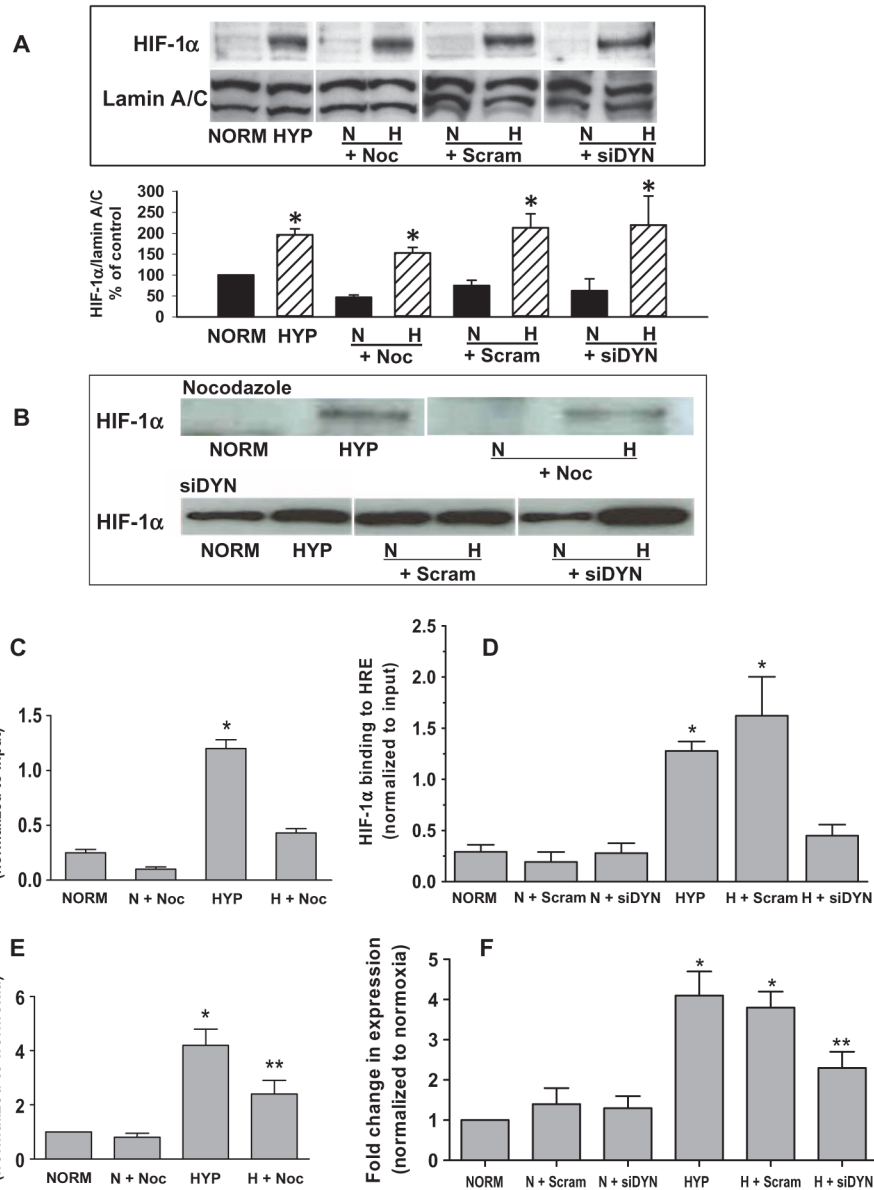 A
HIF-1α
Lamin A/C
NORM HYP N H N H N H
+ Noc + Scram + siDYN
HIF-1α/lamin A/C
% of control
300
250
200
150
100
50
0
* * * *
NORM HYP N H N H N H
+ Noc + Scram + siDYN
B
Nocodazole
HIF-1α
NORM HYP N H
+ Noc
siDYN
HIF-1α
NORM HYP N H N H
+ Scram + siDYN
C
1.5
1.0
0.5
0.0
*
NORM N + Noc HYP H + Noc
D
HIF-1α binding to HRE
(normalized to input)
2.5
2.0
1.5
1.0
0.5
0.0
* *
NORM N + Scram N + siDYN HYP H + Scram H + siDYN
E
6
4
2
0
* **
NORM N + Noc HYP H + Noc
F
Fold change in expression
(normalized to normoxia)
5
4
3
2
1
0
* * **
NORM N + Scram N + siDYN HYP H + Scram H + siDYN